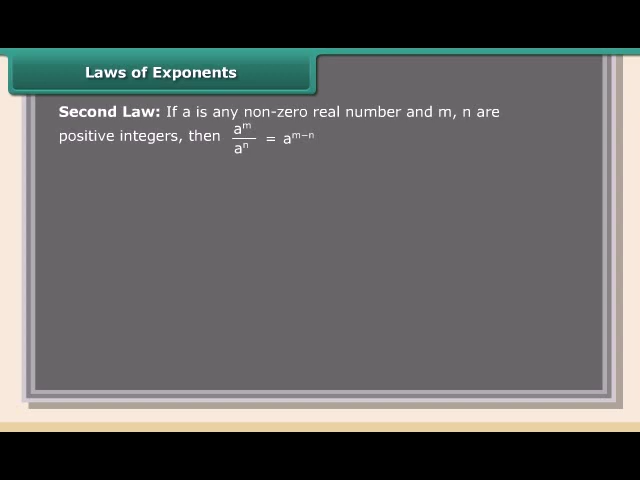 Laws of Exponents
Second Law: If a is any non-zero real number and m, n are
positive integers, then aᵐ/aⁿ = aᵐ⁻ⁿ